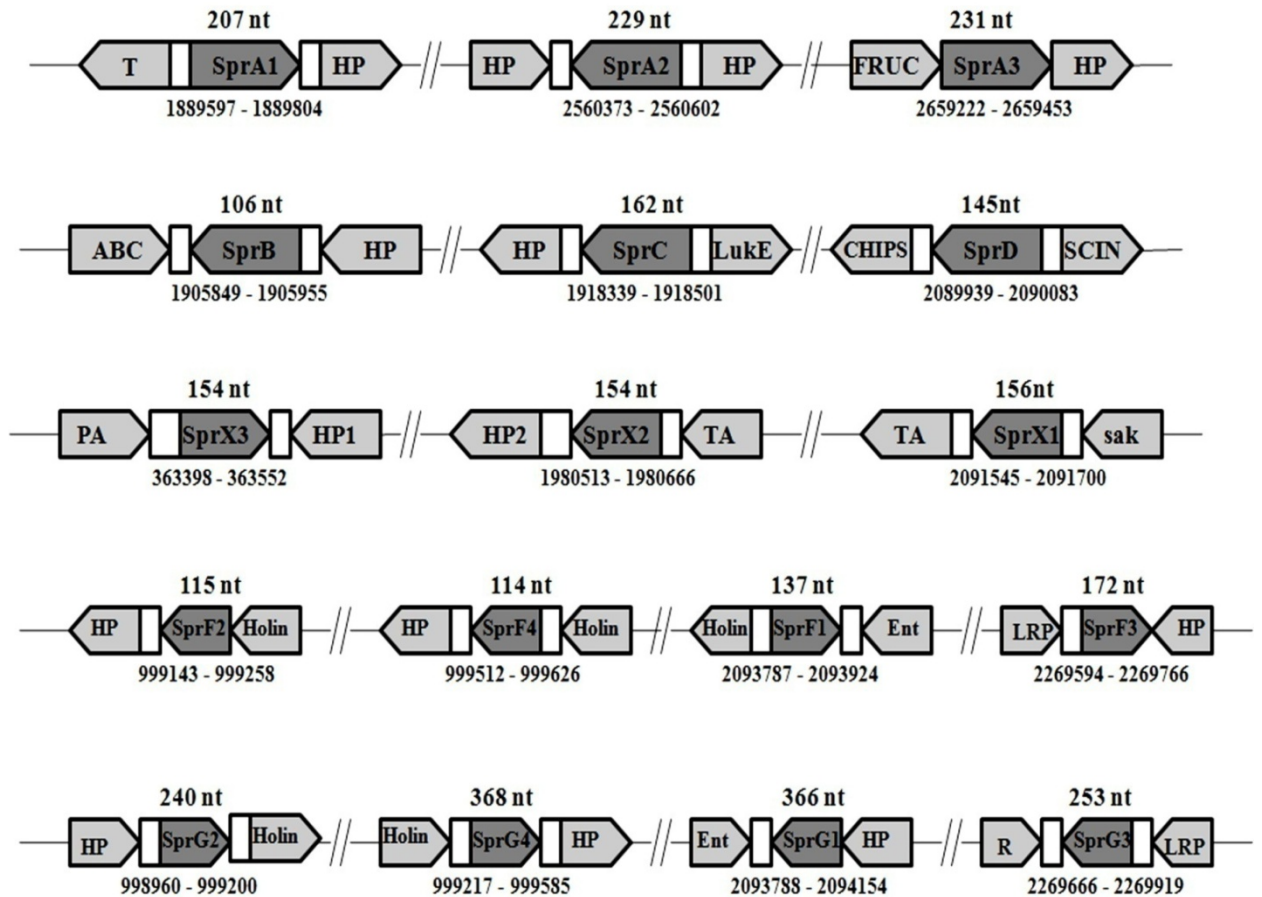 207 nt 229 nt 231 nt
T SprA1 HP HP SprA2 HP FRUC SprA3 HP
1889597 - 1889804 2560373 - 2560602 2659222 - 2659453
106 nt 162 nt 145nt
ABC SprB HP HP SprC LukE CHIPS SprD SCIN
1905849 - 1905955 1918339 - 1918501 2089939 - 2090083
154 nt 154 nt 156nt
PA SprX3 HP1 HP2 SprX2 TA TA SprX1 sak
363398 - 363552 1980513 - 1980666 2091545 - 2091700
115 nt 114 nt 137 nt 172 nt
HP SprF2 Holin HP SprF4 Holin Holin SprF1 Ent LRP SprF3 HP
999143 - 999258 999512 - 999626 2093787 - 2093924 2269594 - 2269766
240 nt 368 nt 366 nt 253 nt
HP SprG2 Holin Holin SprG4 HP Ent SprG1 HP R SprG3 LRP
998960 - 999200 999217 - 999585 2093788 - 2094154 2269666 - 2269919